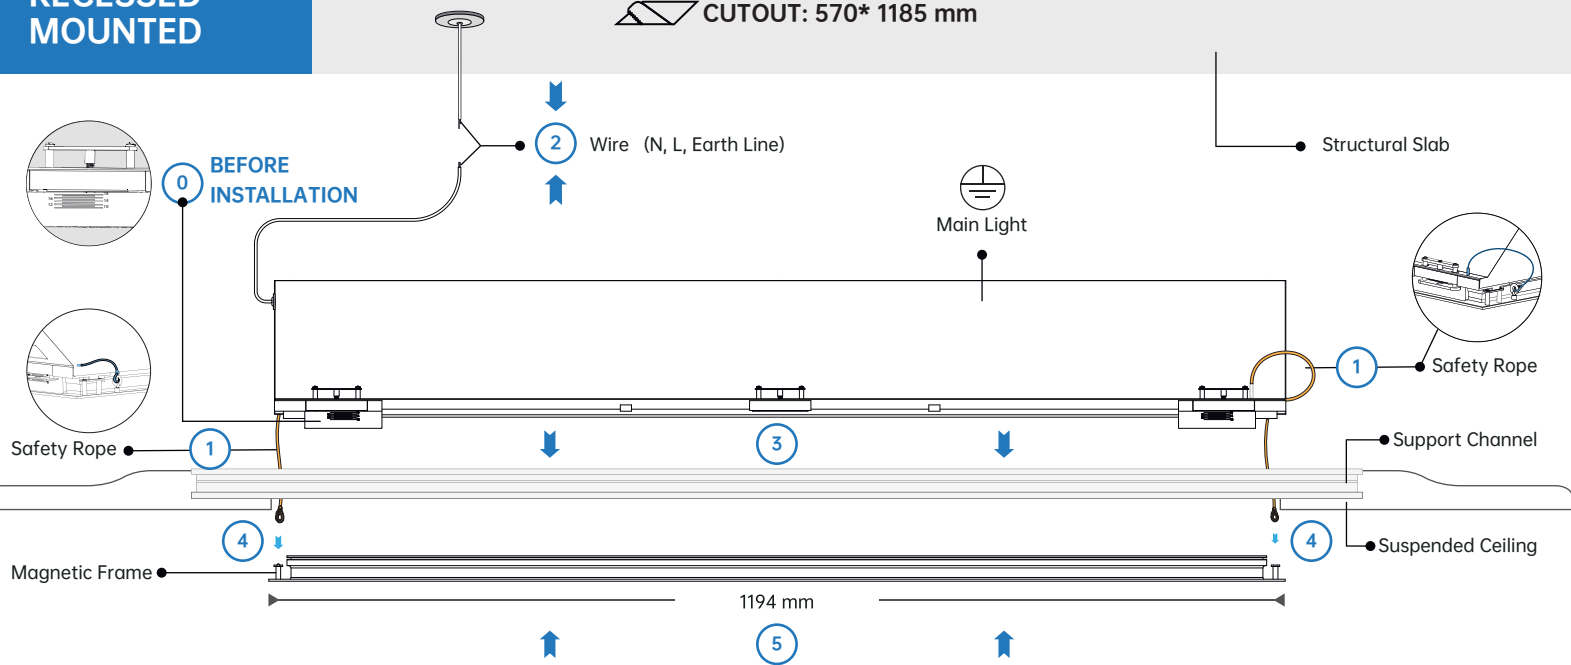 RECESSED
MOUNTED
CUTOUT: 570* 1185 mm
2
Wire (N, L, Earth Line)
Structural Slab
0
BEFORE
INSTALLATION
Main Light
1
Safety Rope
Safety Rope
1
3
Support Channel
4
4
Suspended Ceiling
Magnetic Frame
1194 mm
5